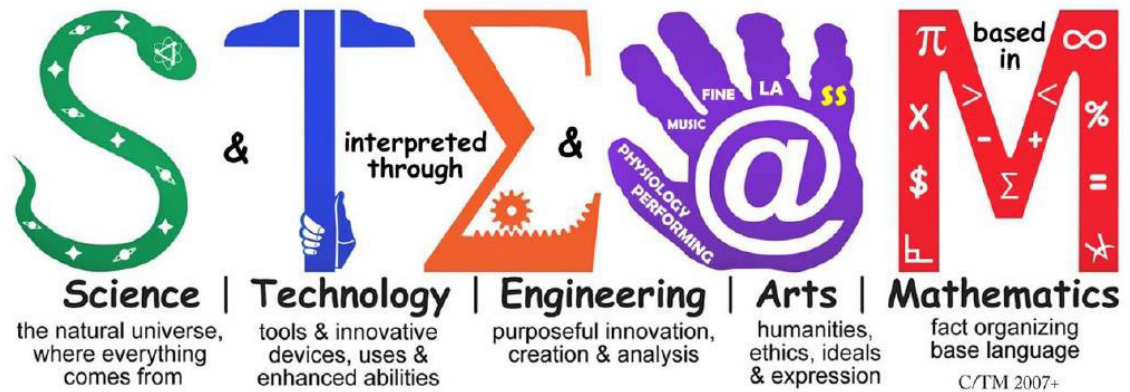 &
interpreted
through
&
MUSIC
FINE
LA
SS
PHYSIOLOGY
PERFORMING
@
based
in
π
∞
>
<
X
-
+
%
$
Σ
=
Science | Technology | Engineering | Arts | Mathematics
the natural universe,
where everything
comes from
tools & innovative
devices, uses &
enhanced abilities
purposeful innovation,
creation & analysis
humanities,
ethics, ideals
& expression
fact organizing
base language
C/TM 2007+